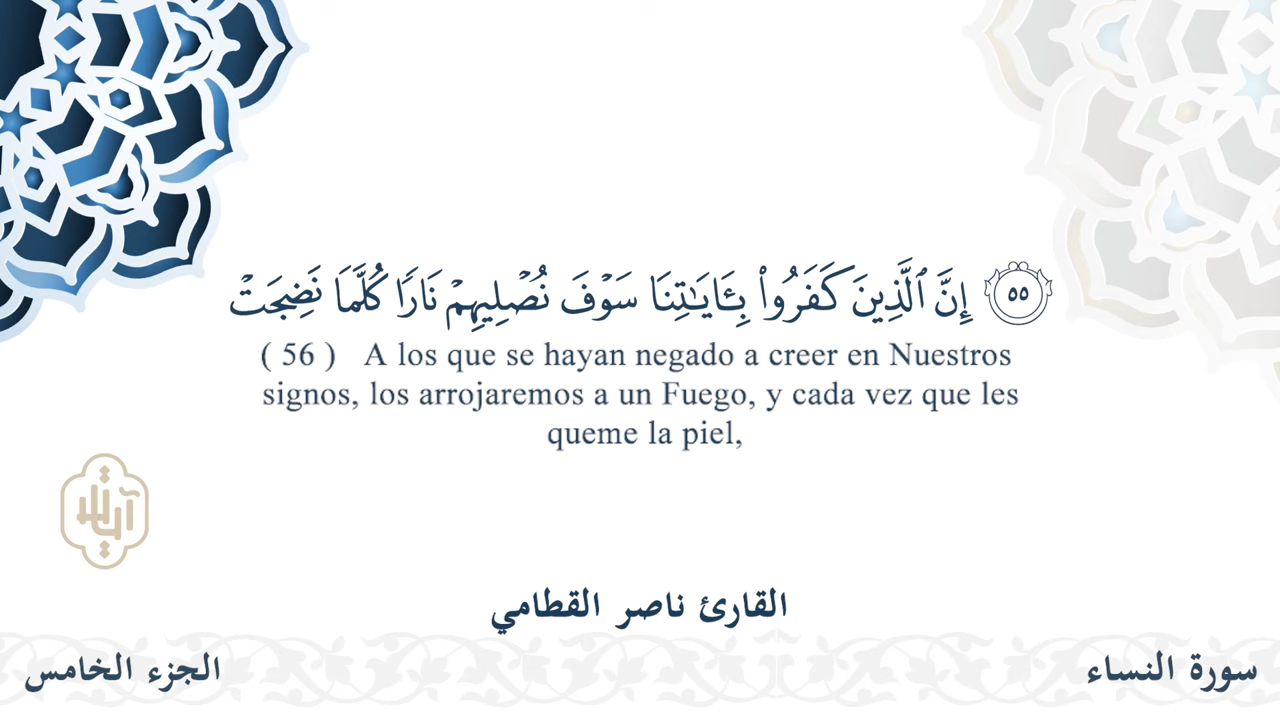 ٥٥ إِنَّ ٱلَّذِينَ كَفَرُواْ بِـَٔايَٰتِنَا سَوۡفَ نُصۡلِيهِمۡ نَارٗا كُلَّمَا نَضِجَتۡ
( 56 ) A los que se hayan negado a creer en Nuestros
signos, los arrojaremos a un Fuego, y cada vez que les
queme la piel,
القارئ ناصر القطامي
سورة النساء
الجزء الخامس